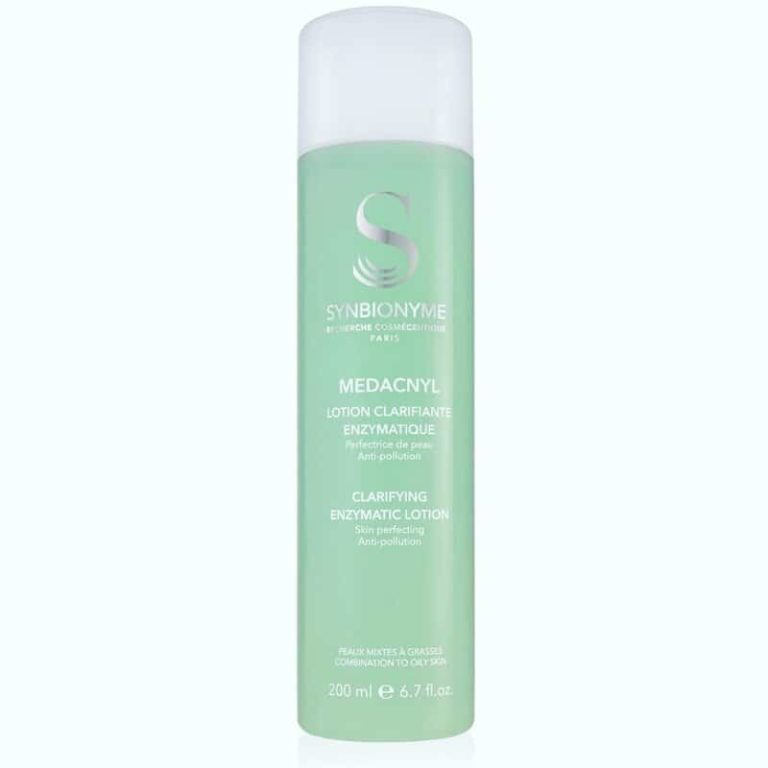 S
SYNBIONYME
RECHERCHE COSMÉCEUTIQUE
PARIS
MEDACNYL
LOTION CLARIFIANTE
ENZYMATIQUE
Perfectrice de peau
Anti-pollution
CLARIFYING
ENZYMATIC LOTION
Skin perfecting
Anti-pollution
PEAUX MIXTES À GRASSES
COMBINATION TO OILY SKIN
200 ml ℮ 6.7 fl.oz.